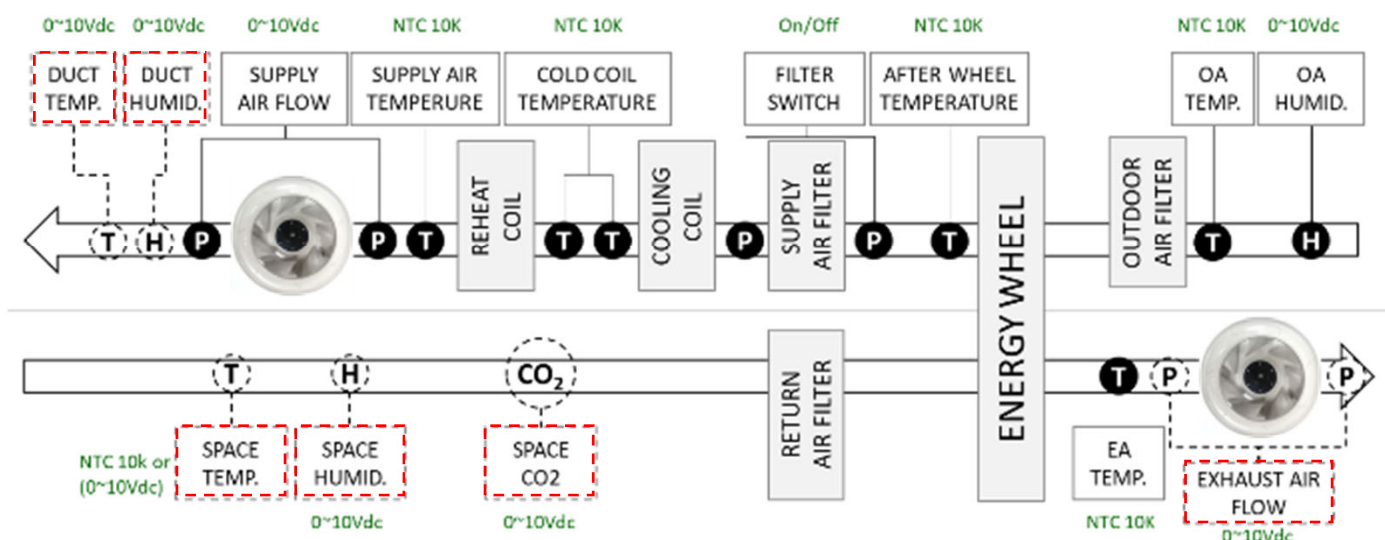 0~10Vdc 0~10Vdc 0~10Vdc NTC 10K NTC 10K On/Off NTC 10K NTC 10K 0~10Vdc
DUCT
TEMP.
DUCT
HUMID.
SUPPLY
AIR FLOW
SUPPLY AIR
TEMPERURE
COLD COIL
TEMPERATURE
FILTER
SWITCH
AFTER WHEEL
TEMPERATURE
OA
TEMP.
OA
HUMID.
REHEAT
COIL
COOLING
COIL
SUPPLY
AIR FILTER
ENERGY WHEEL
OUTDOOR
AIR FILTER
T H P P T T T P P T T H
T H CO₂ T P P
RETURN
AIR FILTER
NTC 10k or
(0~10Vdc)
SPACE
TEMP.
SPACE
HUMID.
0~10Vdc
SPACE
CO2
0~10Vdc
EA
TEMP.
NTC 10K
EXHAUST AIR
FLOW
0~10Vdc